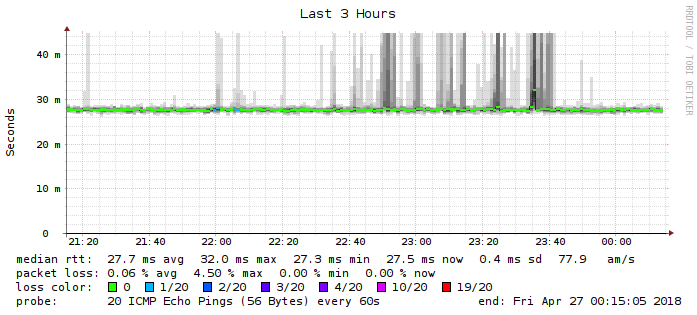 Last 3 Hours
RRDTOOL / TOBI OETIKER
Seconds
40 m
30 m
20 m
10 m
0
21:20 21:40 22:00 22:20 22:40 23:00 23:20 23:40 00:00
median rtt: 27.7 ms avg 32.0 ms max 27.3 ms min 27.5 ms now 0.4 ms sd 77.9 am/s
packet loss: 0.06 % avg 4.50 % max 0.00 % min 0.00 % now
loss color: 0 1/20 2/20 3/20 4/20 10/20 19/20
probe: 20 ICMP Echo Pings (56 Bytes) every 60s end: Fri Apr 27 00:15:05 2018